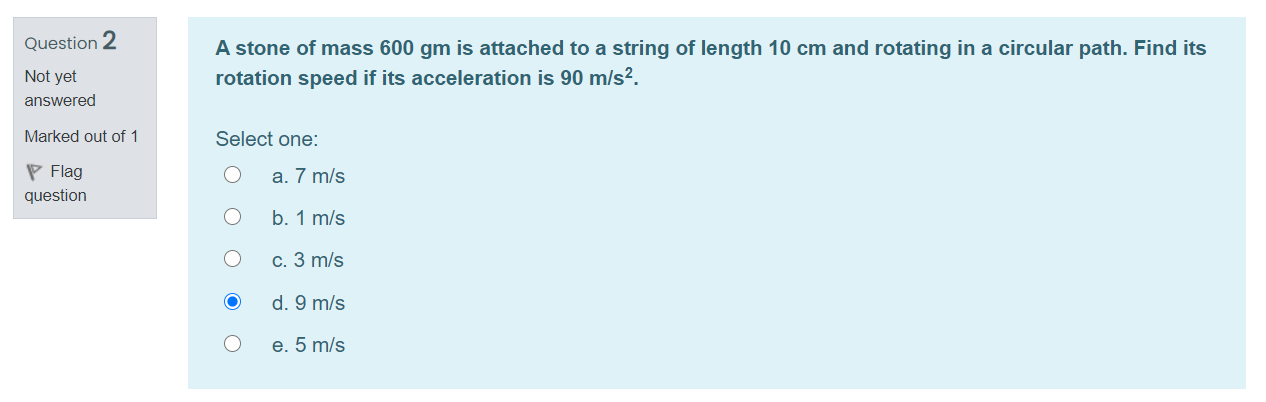 Question 2
Not yet
answered
Marked out of 1
Flag
question
A stone of mass 600 gm is attached to a string of length 10 cm and rotating in a circular path. Find its
rotation speed if its acceleration is 90 m/s².
Select one:
a. 7 m/s
b. 1 m/s
c. 3 m/s
d. 9 m/s
e. 5 m/s